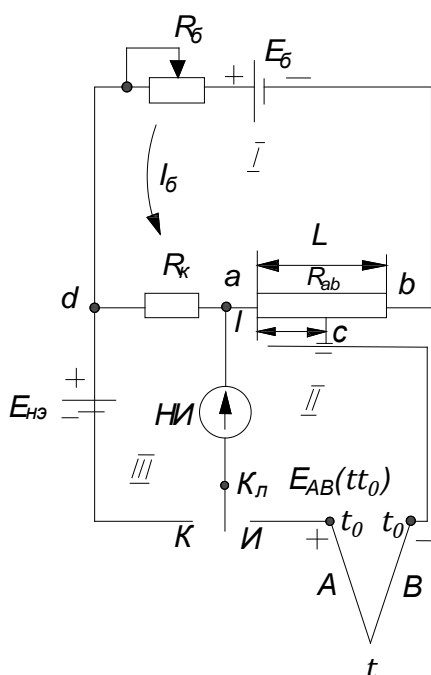 Rб
+ Eб −
I
Iб
L
Rк a Rab b
d
l c
+
Eнэ НИ II
−
III
Кл EAB(tt0)
t0 t0
К И + −
A B
t